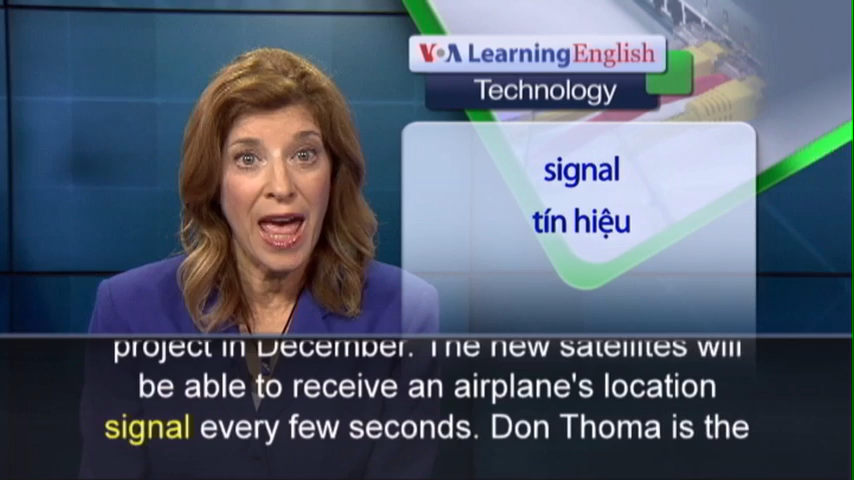 VOA Learning English
Technology
signal
tín hiệu
project in December. The new satellites will
be able to receive an airplane's location
signal every few seconds. Don Thoma is the